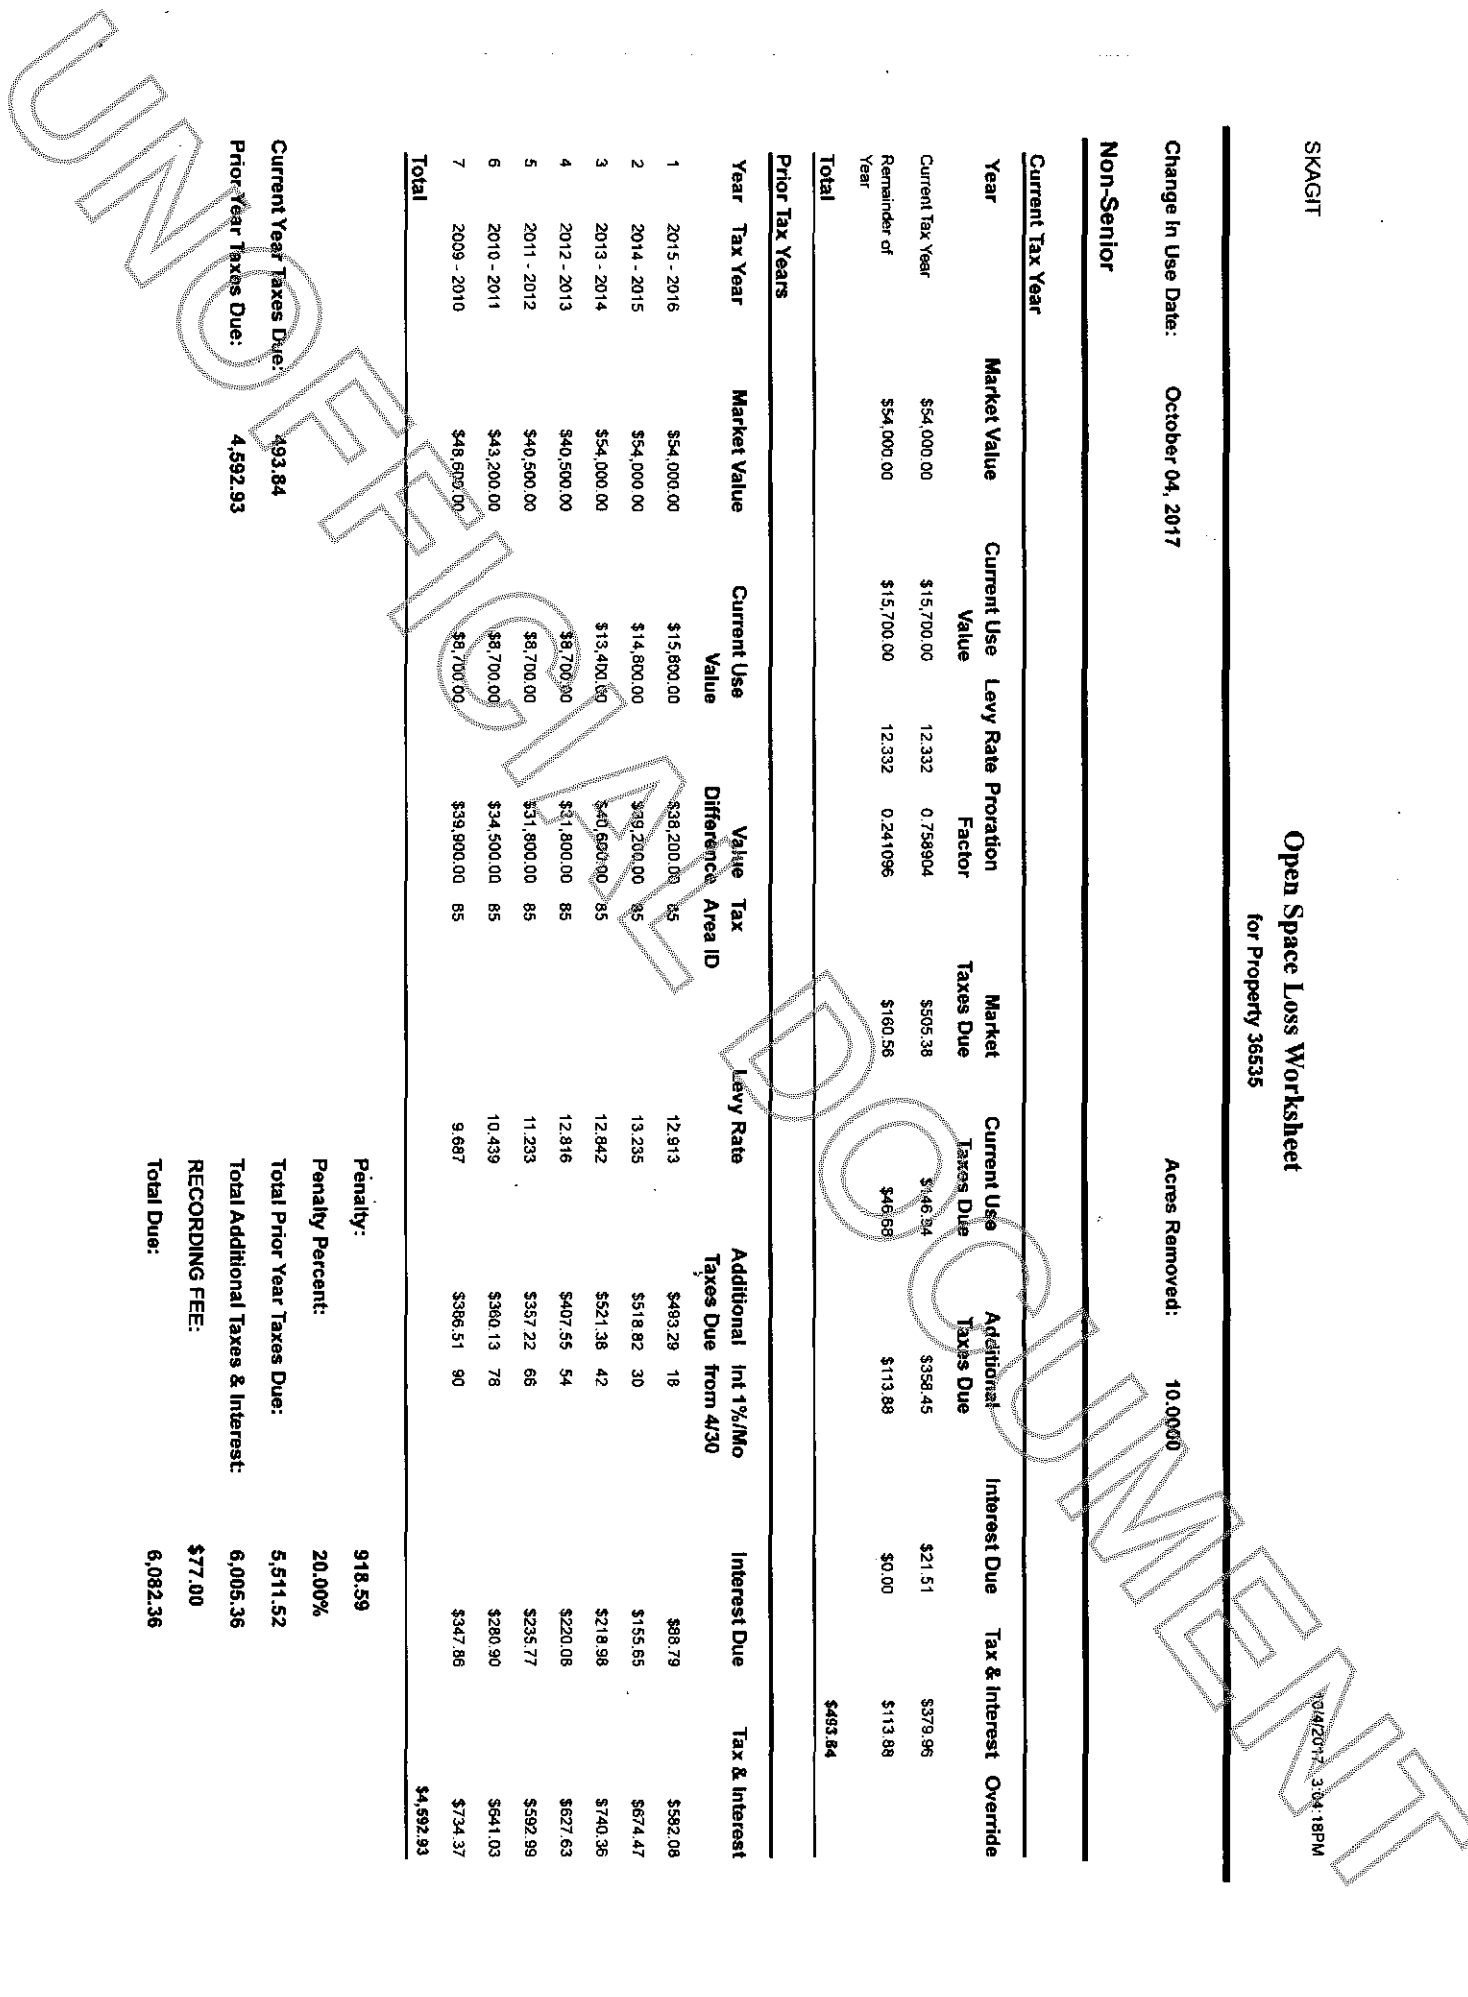 SKAGIT 10/4/2017 3:04:18PM
Open Space Loss Worksheet
for Property 36535
Change In Use Date: October 04, 2017 Acres Removed: 10.0000
Non-Senior
Current Tax Year
Year Market Value Current Use Value Levy Rate Proration Factor Market Taxes Due Current Use Taxes Due Additional Taxes Due Interest Due Tax & Interest Override
Current Tax Year $54,000.00 $15,700.00 12.332 0.758904 $505.38 $146.94 $358.45 $21.51 $379.96
Remainder of Year $54,000.00 $15,700.00 12.332 0.241096 $160.56 $46.68 $113.88 $0.00 $113.88
Total $493.84
Prior Tax Years
Year Tax Year Market Value Current Use Value Value Difference Tax Area ID Levy Rate Additional Taxes Due Int 1%/Mo from 4/30 Interest Due Tax & Interest
1 2015 - 2016 $54,000.00 $15,800.00 $38,200.00 85 12.913 $493.29 18 $88.79 $582.08
2 2014 - 2015 $54,000.00 $14,800.00 $39,200.00 85 13.235 $518.82 30 $155.65 $674.47
3 2013 - 2014 $54,000.00 $13,400.00 $40,600.00 85 12.842 $521.38 42 $218.98 $740.36
4 2012 - 2013 $40,500.00 $8,700.00 $31,800.00 85 12.816 $407.55 54 $220.08 $627.63
5 2011 - 2012 $40,500.00 $8,700.00 $31,800.00 85 11.233 $357.22 66 $235.77 $592.99
6 2010 - 2011 $43,200.00 $8,700.00 $34,500.00 85 10.439 $360.13 78 $280.90 $641.03
7 2009 - 2010 $48,600.00 $8,700.00 $39,900.00 85 9.687 $386.51 90 $347.86 $734.37
Total $4,592.93
Penalty: 918.59
Penalty Percent: 20.00%
Current Year Taxes Due: 493.84 Total Prior Year Taxes Due: 5,511.52
Prior Year Taxes Due: 4,592.93 Total Additional Taxes & Interest: 6,005.36
RECORDING FEE: $77.00
Total Due: 6,082.36
UNOFFICIAL DOCUMENT